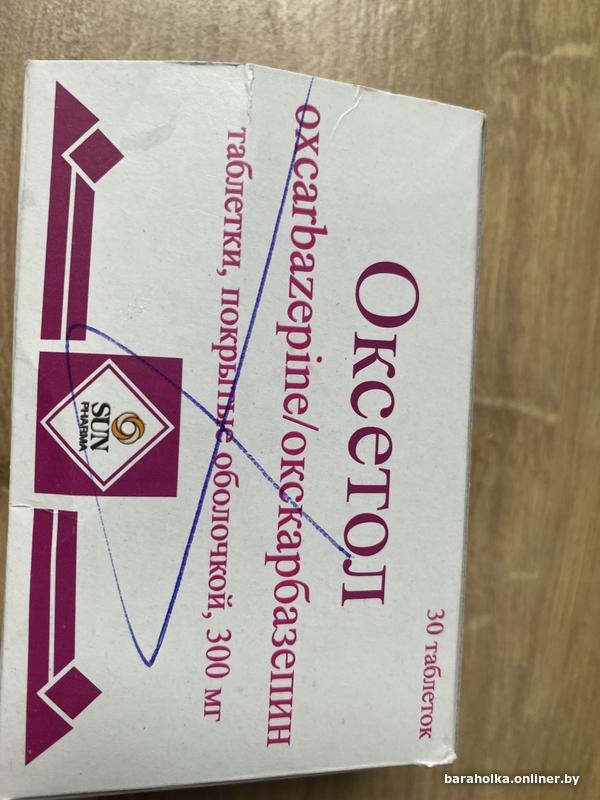 30 таблеток
Оксетол
oxcarbazepine/окскарбазепин
таблетки, покрытые оболочкой, 300 мг
SUN
PHARMA
baraholka.onliner.by